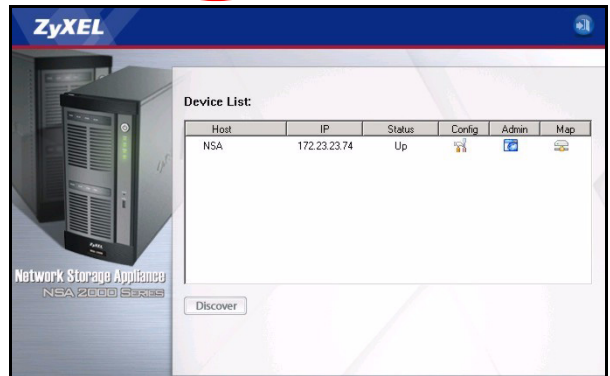 ZyXEL
Device List:
Host IP Status Config Admin Map
NSA 172.23.23.74 Up
ZyXEL
Network Storage Appliance
NSA 2000 SERIES
Discover